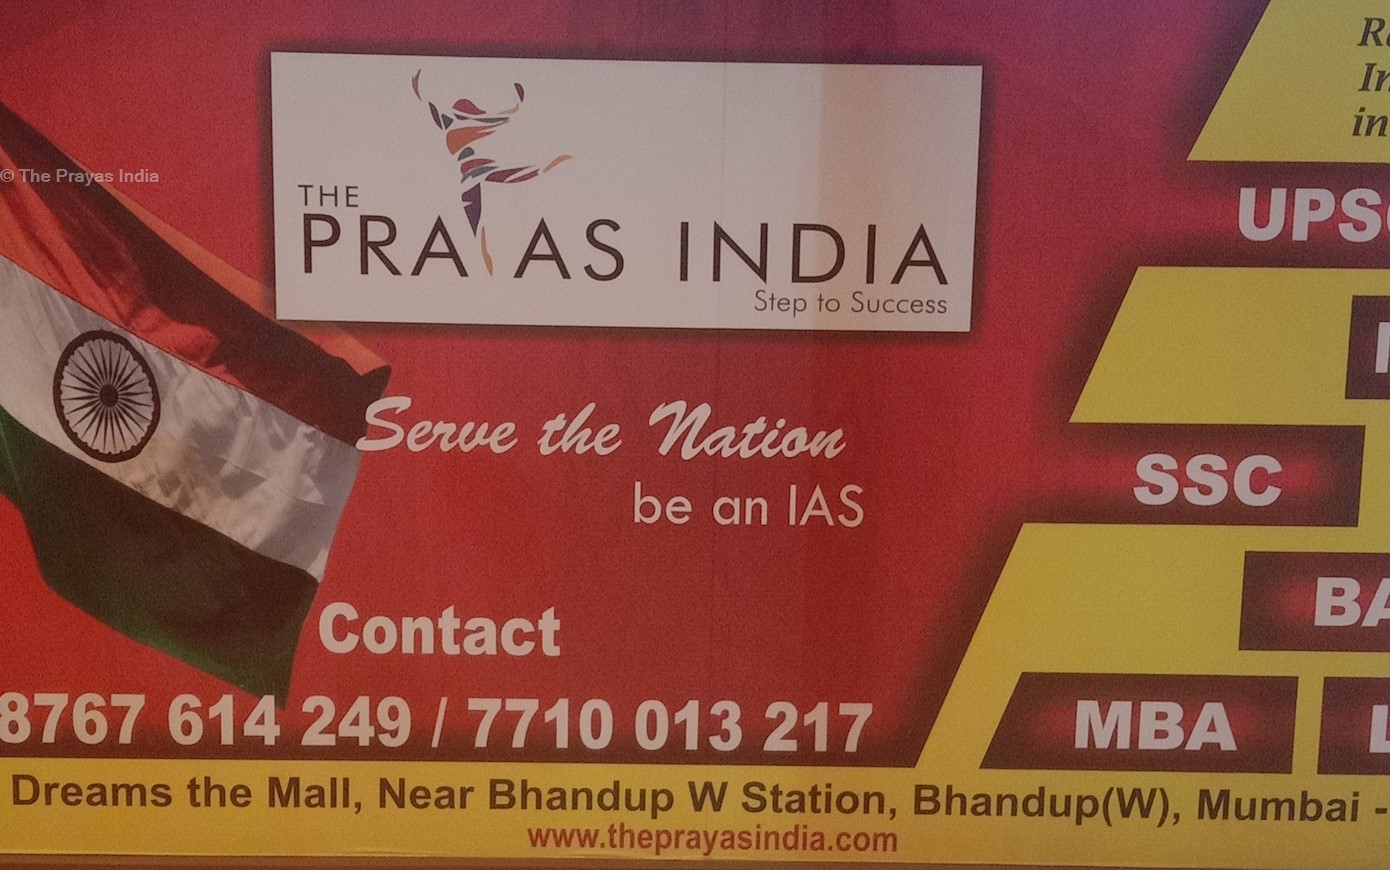 © The Prayas India
THE
PRAYAS INDIA
Step to Success
Serve the Nation
be an IAS
Contact
8767 614 249 / 7710 013 217
in
SSC
MBA
Dreams the Mall, Near Bhandup W Station, Bhandup(W), Mumbai -
www.theprayasindia.com